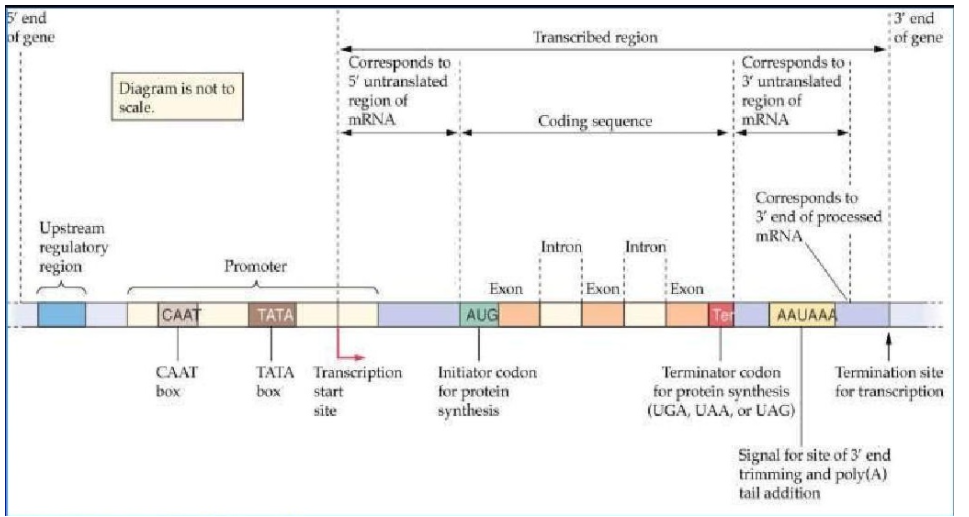 5′ end
of gene
3′ end
of gene
Transcribed region
Corresponds to
5′ untranslated
region of
mRNA
Corresponds to
3′ untranslated
region of
mRNA
Diagram is not to
scale.
Coding sequence
Corresponds to
3′ end of processed
mRNA
Upstream
regulatory
region
Promoter
Intron
Intron
Exon
Exon
Exon
CAAT
TATA
AUG
Ter
AAUAAA
CAAT
box
TATA
box
Transcription
start
site
Initiator codon
for protein
synthesis
Terminator codon
for protein synthesis
(UGA, UAA, or UAG)
Termination site
for transcription
Signal for site of 3′ end
trimming and poly(A)
tail addition